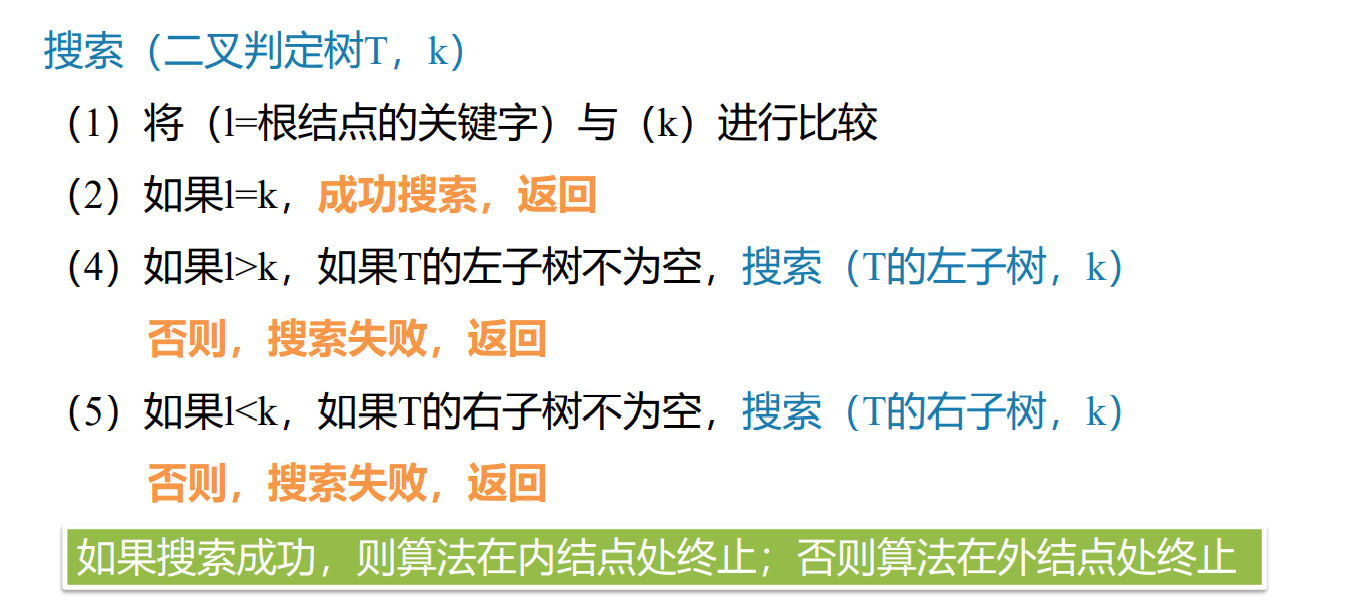 搜索（二叉判定树T，k）
（1）将（l=根结点的关键字）与（k）进行比较
（2）如果l=k，成功搜索，返回
（4）如果l>k，如果T的左子树不为空，搜索（T的左子树，k）
否则，搜索失败，返回
（5）如果l<k，如果T的右子树不为空，搜索（T的右子树，k）
否则，搜索失败，返回
如果搜索成功，则算法在内结点处终止；否则算法在外结点处终止